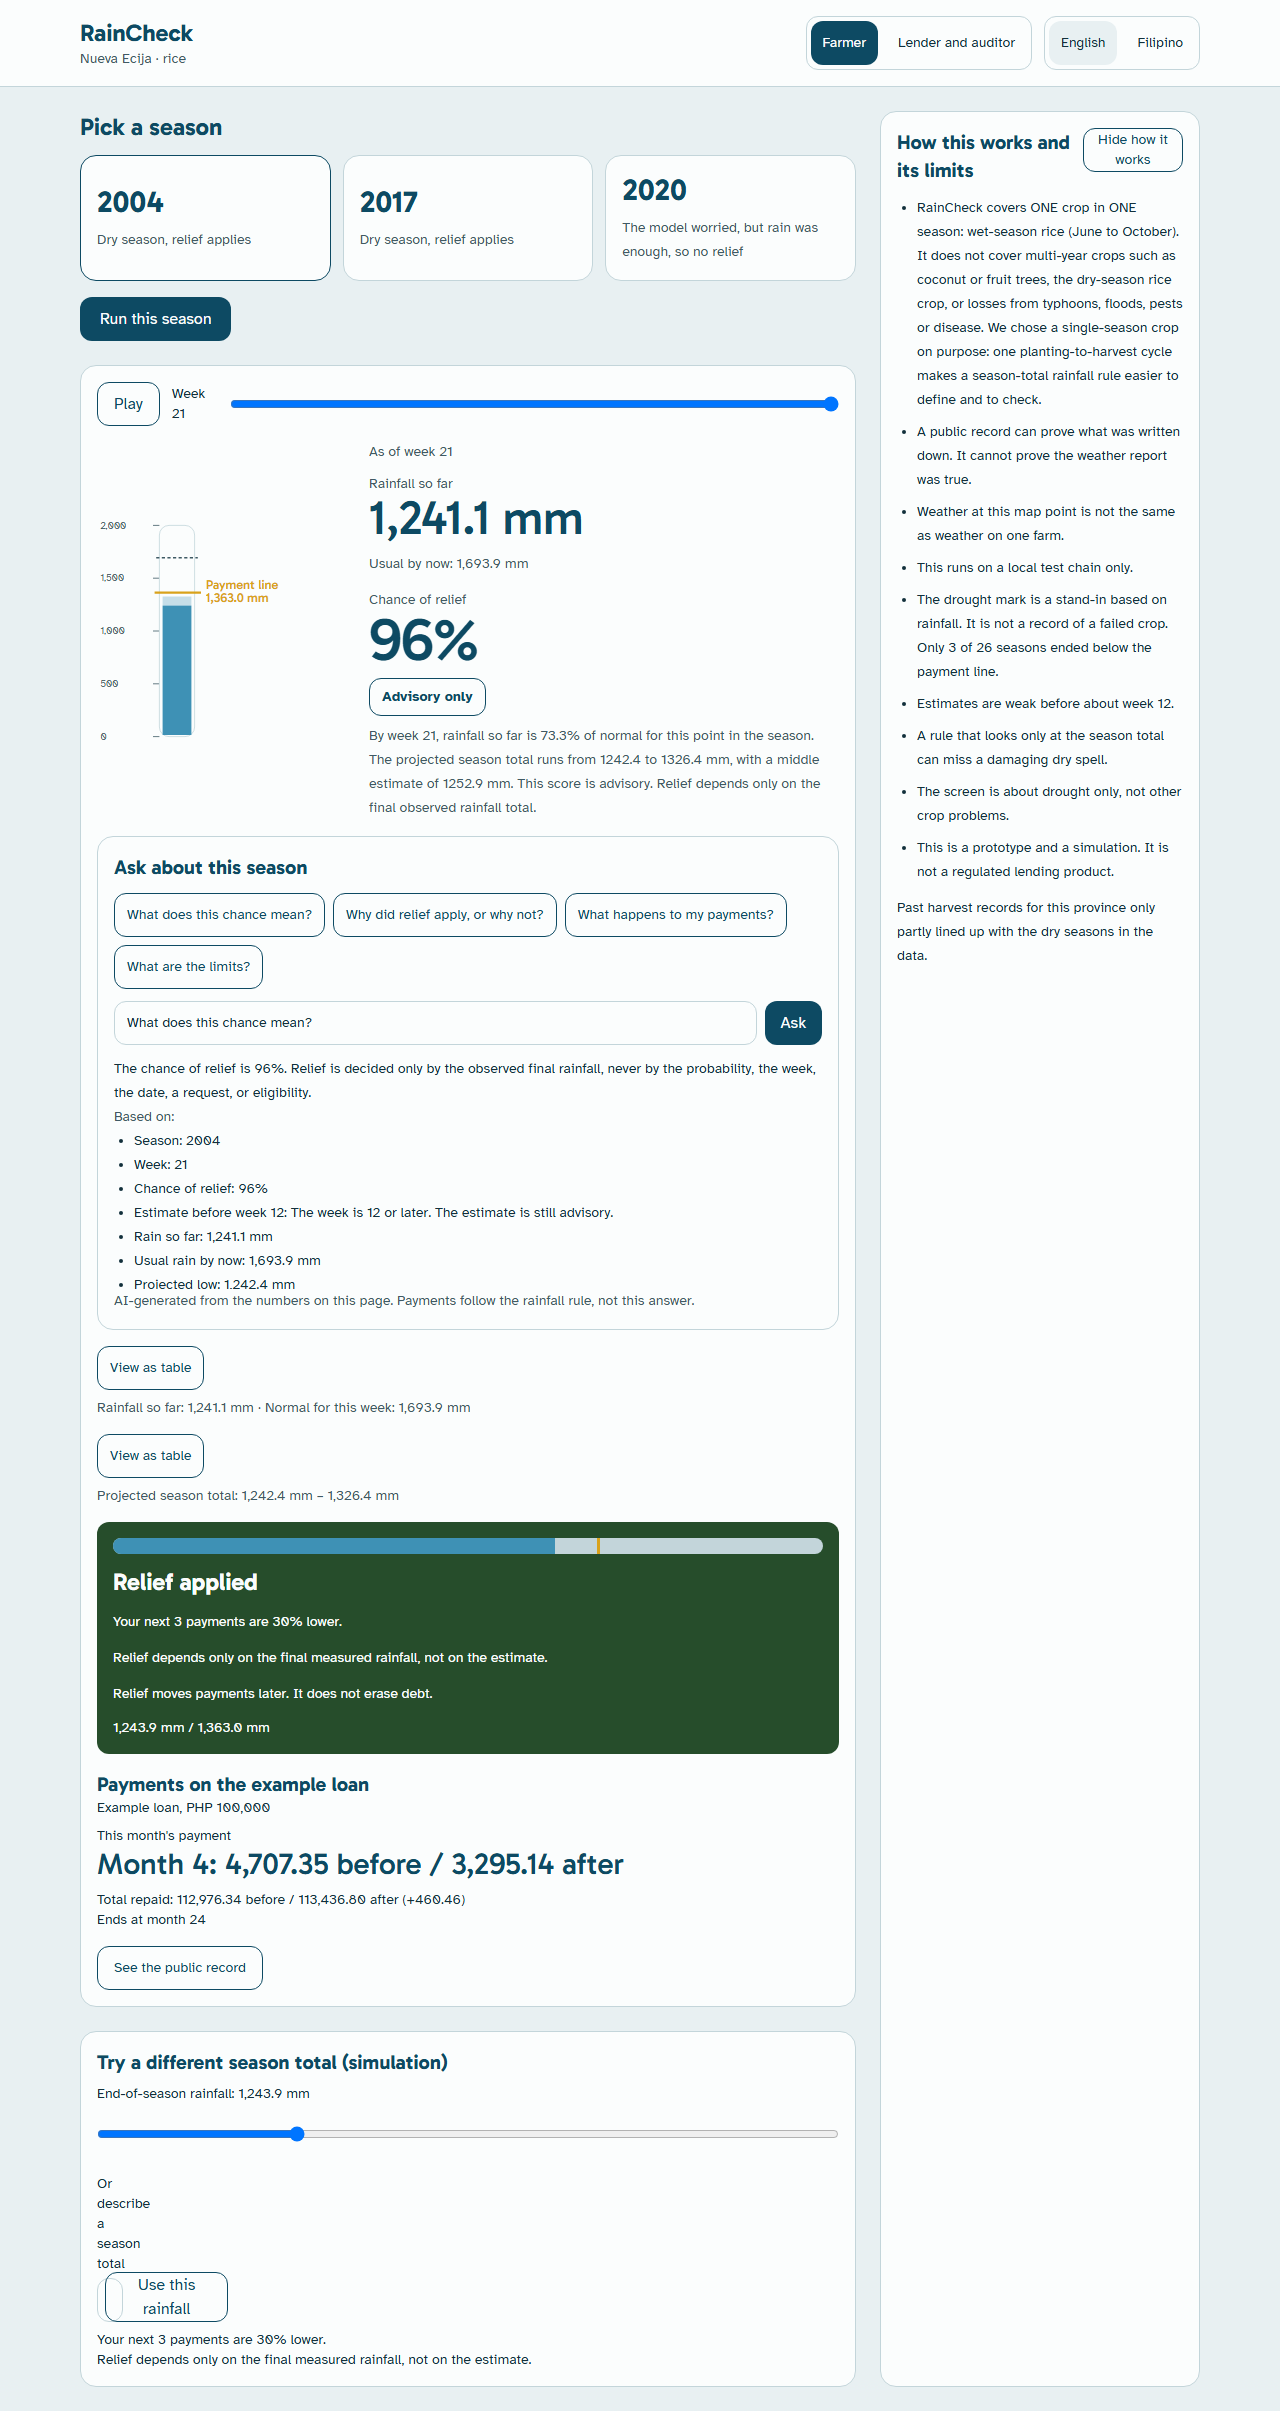 RainCheck
Nueva Ecija · rice
Farmer
Lender and auditor
English
Filipino
Pick a season
2004
Dry season, relief applies
2017
Dry season, relief applies
2020
The model worried, but rain was
enough, so no relief
Run this season
Play
Week
21
As of week 21
Rainfall so far
1,241.1 mm
Usual by now: 1,693.9 mm
2,000
1,500
1,000
500
0
Payment line
1,363.0 mm
Chance of relief
96%
Advisory only
By week 21, rainfall so far is 73.3% of normal for this point in the season.
The projected season total runs from 1242.4 to 1326.4 mm, with a middle
estimate of 1252.9 mm. This score is advisory. Relief depends only on the
final observed rainfall total.
Ask about this season
What does this chance mean?
Why did relief apply, or why not?
What happens to my payments?
What are the limits?
What does this chance mean?
Ask
The chance of relief is 96%. Relief is decided only by the observed final rainfall, never by the probability, the week,
the date, a request, or eligibility.
Based on:
• Season: 2004
• Week: 21
• Chance of relief: 96%
• Estimate before week 12: The week is 12 or later. The estimate is still advisory.
• Rain so far: 1,241.1 mm
• Usual rain by now: 1,693.9 mm
• Projected low: 1,242.4 mm
AI-generated from the numbers on this page. Payments follow the rainfall rule, not this answer.
View as table
Rainfall so far: 1,241.1 mm · Normal for this week: 1,693.9 mm
View as table
Projected season total: 1,242.4 mm – 1,326.4 mm
Relief applied
Your next 3 payments are 30% lower.
Relief depends only on the final measured rainfall, not on the estimate.
Relief moves payments later. It does not erase debt.
1,243.9 mm / 1,363.0 mm
Payments on the example loan
Example loan, PHP 100,000
This month's payment
Month 4: 4,707.35 before / 3,295.14 after
Total repaid: 112,976.34 before / 113,436.80 after (+460.46)
Ends at month 24
See the public record
Try a different season total (simulation)
End-of-season rainfall: 1,243.9 mm
Or
describe
a
season
total
Use this
rainfall
Your next 3 payments are 30% lower.
Relief depends only on the final measured rainfall, not on the estimate.
How this works and
its limits
Hide how it
works
• RainCheck covers ONE crop in ONE
season: wet-season rice (June to October).
It does not cover multi-year crops such as
coconut or fruit trees, the dry-season rice
crop, or losses from typhoons, floods, pests
or disease. We chose a single-season crop
on purpose: one planting-to-harvest cycle
makes a season-total rainfall rule easier to
define and to check.
• A public record can prove what was written
down. It cannot prove the weather report
was true.
• Weather at this map point is not the same
as weather on one farm.
• This runs on a local test chain only.
• The drought mark is a stand-in based on
rainfall. It is not a record of a failed crop.
Only 3 of 26 seasons ended below the
payment line.
• Estimates are weak before about week 12.
• A rule that looks only at the season total
can miss a damaging dry spell.
• The screen is about drought only, not other
crop problems.
• This is a prototype and a simulation. It is
not a regulated lending product.
Past harvest records for this province only
partly lined up with the dry seasons in the
data.